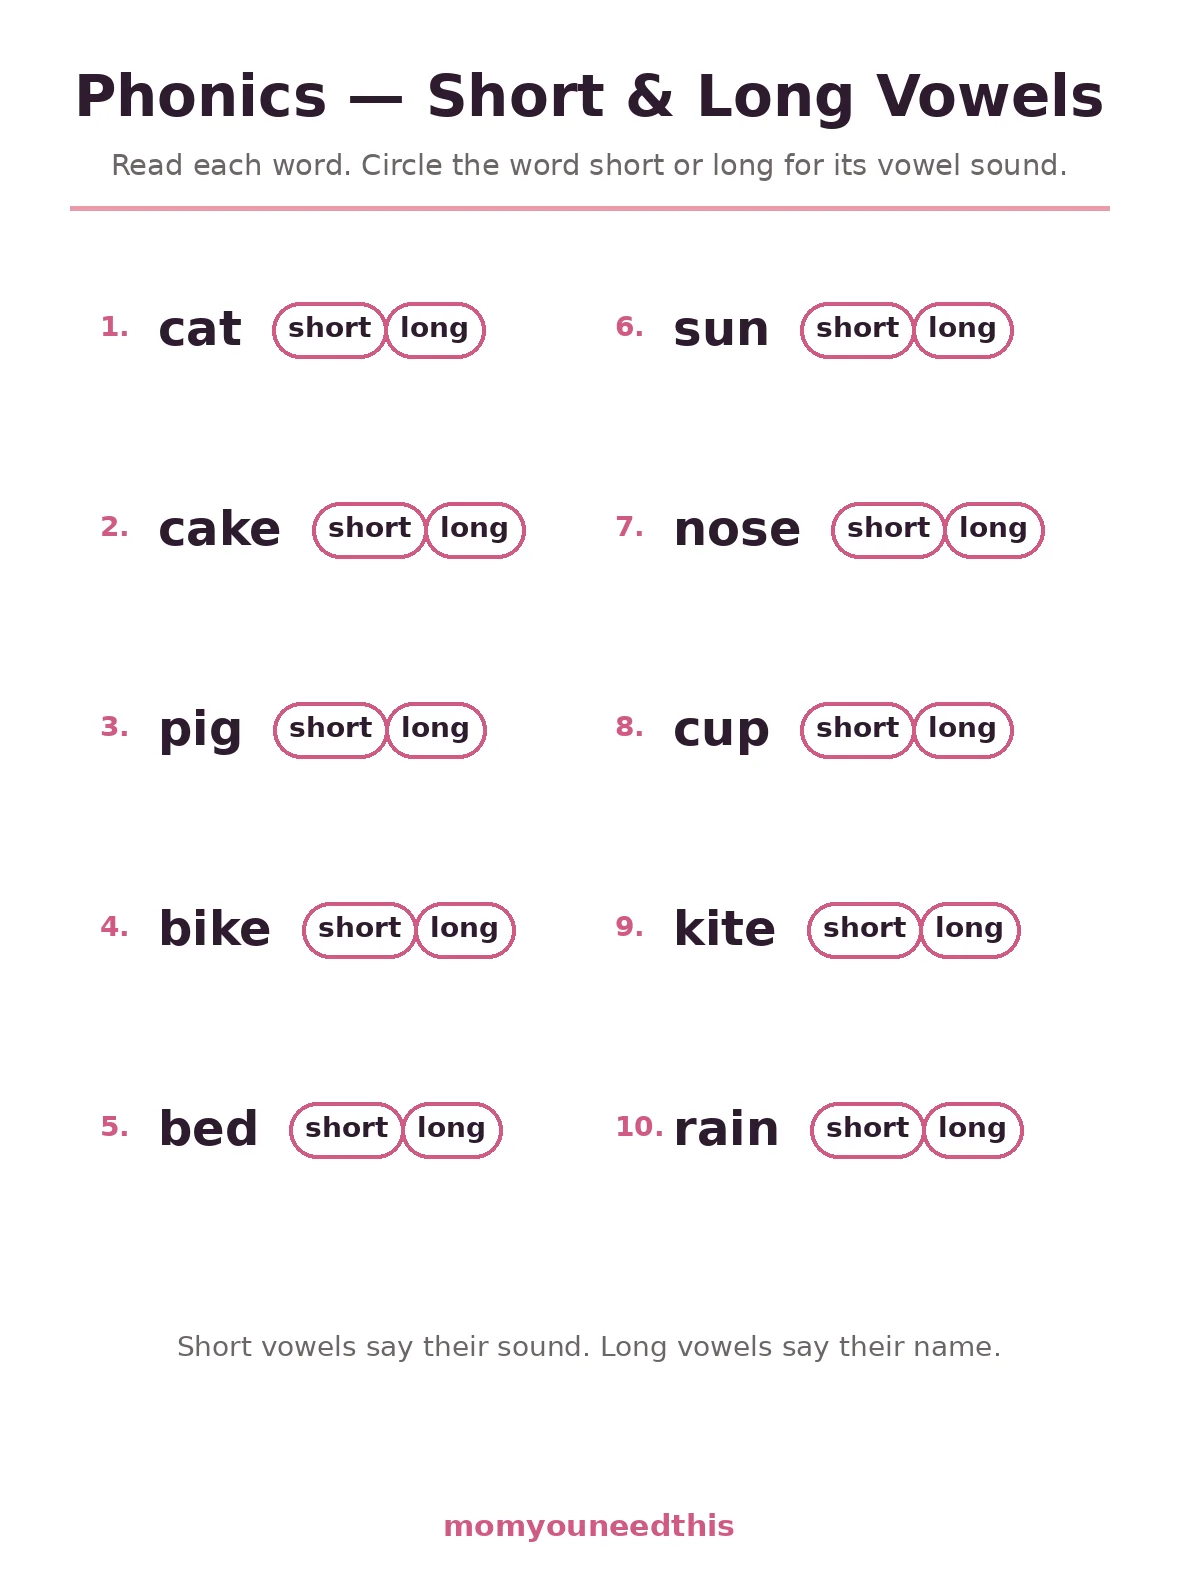 Phonics — Short & Long Vowels
Read each word. Circle the word short or long for its vowel sound.
1. cat short long
2. cake short long
3. pig short long
4. bike short long
5. bed short long
6. sun short long
7. nose short long
8. cup short long
9. kite short long
10. rain short long
Short vowels say their sound. Long vowels say their name.
momyouneedthis